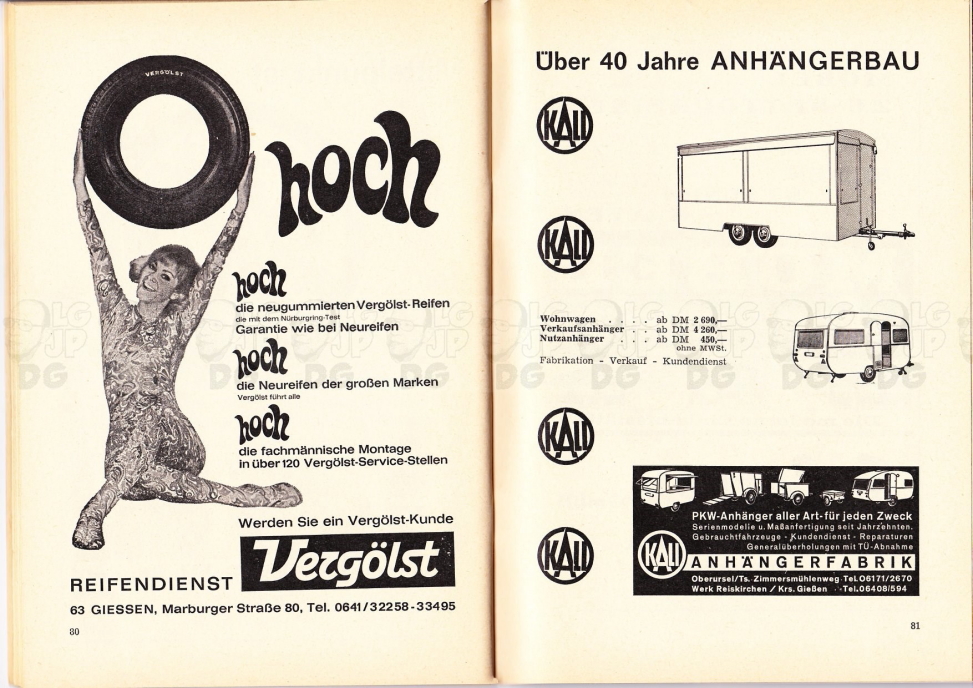 VERGÖLST
hoch
hoch
die neugummierten Vergölst-Reifen
die mit dem Nürburgring-Test
Garantie wie bei Neureifen
hoch
die Neureifen der großen Marken
Vergölst führt alle
hoch
die fachmännische Montage
in über 120 Vergölst-Service-Stellen
Werden Sie ein Vergölst-Kunde
REIFENDIENST Vergölst
63 GIESSEN, Marburger Straße 80, Tel. 0641/32258-33495
80
Über 40 Jahre ANHÄNGERBAU
KALI
KALI
Wohnwagen . . . . . ab DM 2 690,—
Verkaufsanhänger . . . ab DM 4 260,—
Nutzanhänger . . . ab DM 450,—
ohne MWSt.
Fabrikation - Verkauf - Kundendienst
KALI
KALI
PKW-Anhänger aller Art-für jeden Zweck
Serienmodelle u. Maßanfertigung seit Jahrzehnten.
Gebrauchtfahrzeuge - Kundendienst - Reparaturen
Generalüberholungen mit TÜ-Abnahme
KALI ANHÄNGERFABRIK
Oberursel/Ts. Zimmersmühlenweg · Tel. 06171/2670
Werk Reiskirchen / Krs. Gießen · Tel. 06408/594
81
LG
JP
DG